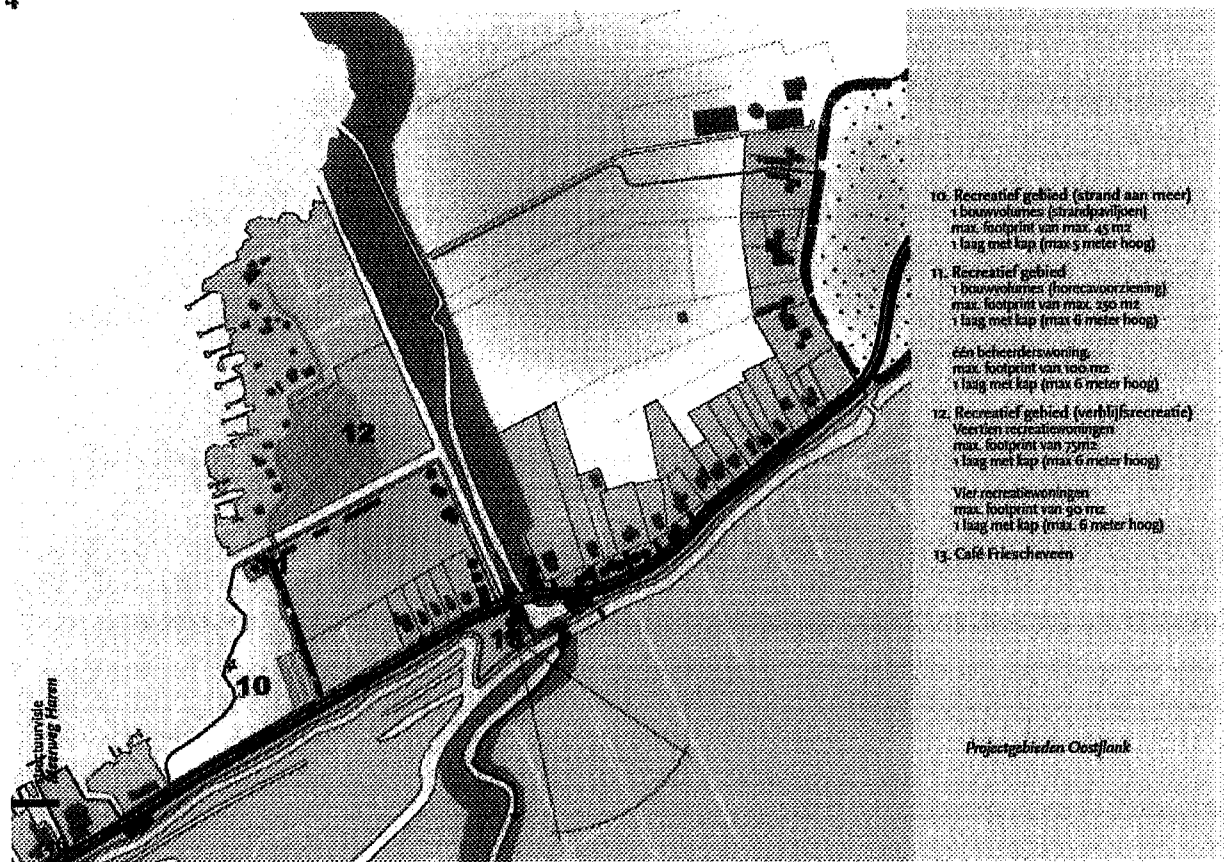 4
10. Recreatief gebied (strand aan meer)
1 bouwvolumes (strandpaviljoen)
max. footprint van max. 45 m2
1 laag met kap (max 5 meter hoog)
11. Recreatief gebied
1 bouwvolumes (horecavoorziening)
max. footprint van max. 250 m2
1 laag met kap (max 6 meter hoog)
één beheerderswoning,
max. footprint van 100 m2
1 laag met kap (max 6 meter hoog)
12. Recreatief gebied (verblijfsrecreatie)
Veertien recreatiewoningen
max. footprint van 75m2
1 laag met kap (max 6 meter hoog)
Vier recreatiewoningen
max. footprint van 90 m2
1 laag met kap (max. 6 meter hoog)
13. Café Friescheveen
12
10
Structuurvisie
Meerweg Haren
Projectgebieden Oostflank